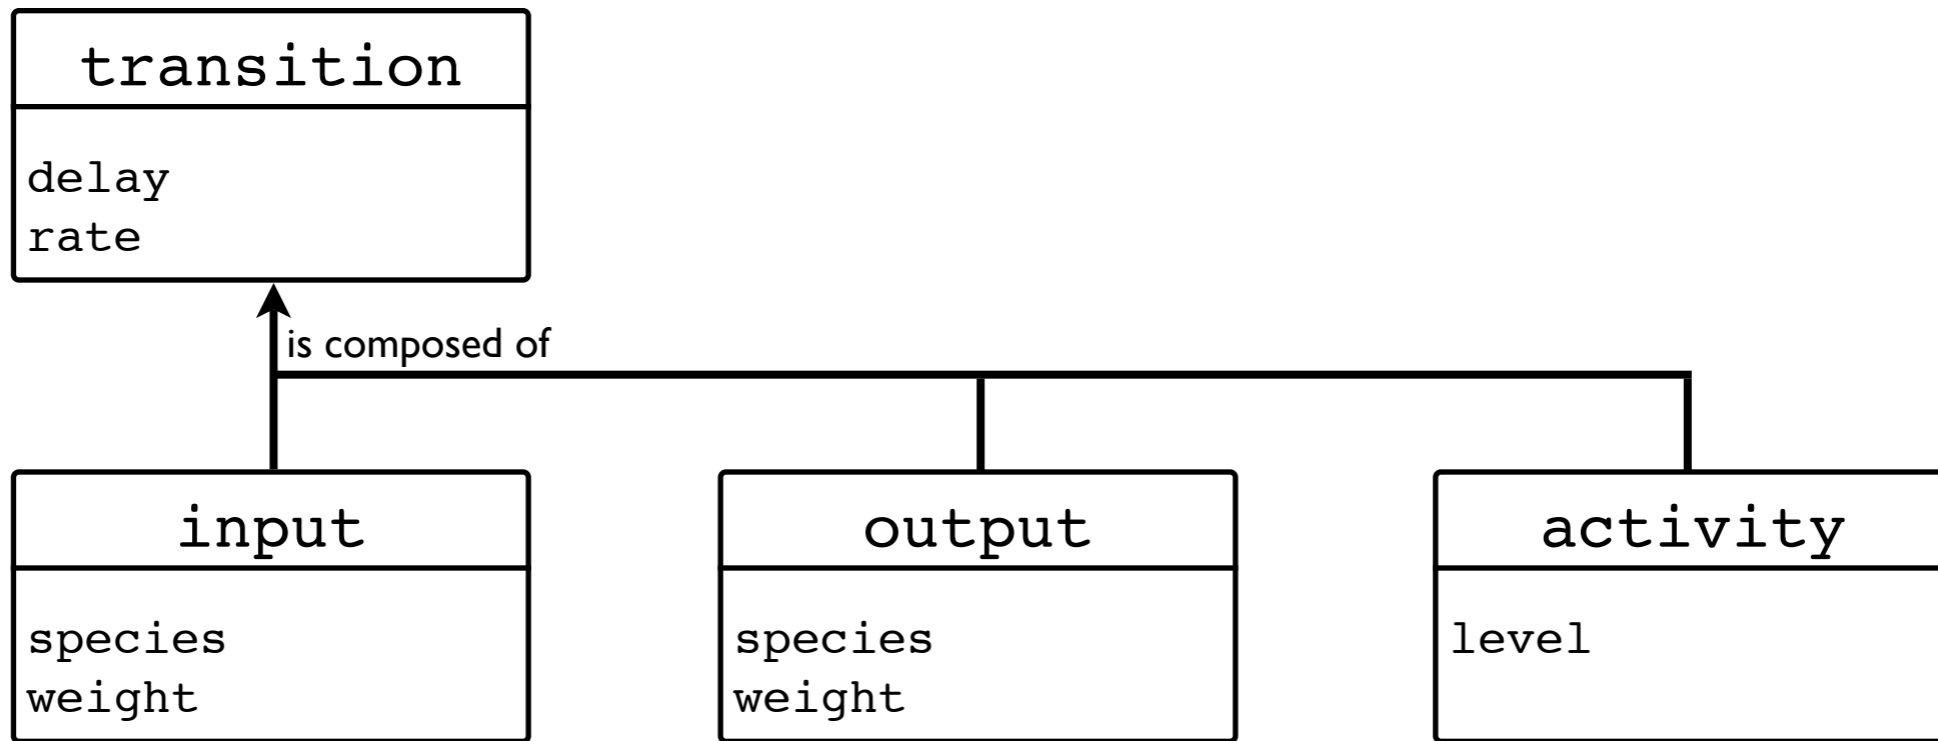 transition
delay
rate
is composed of
input
species
weight
output
species
weight
activity
level